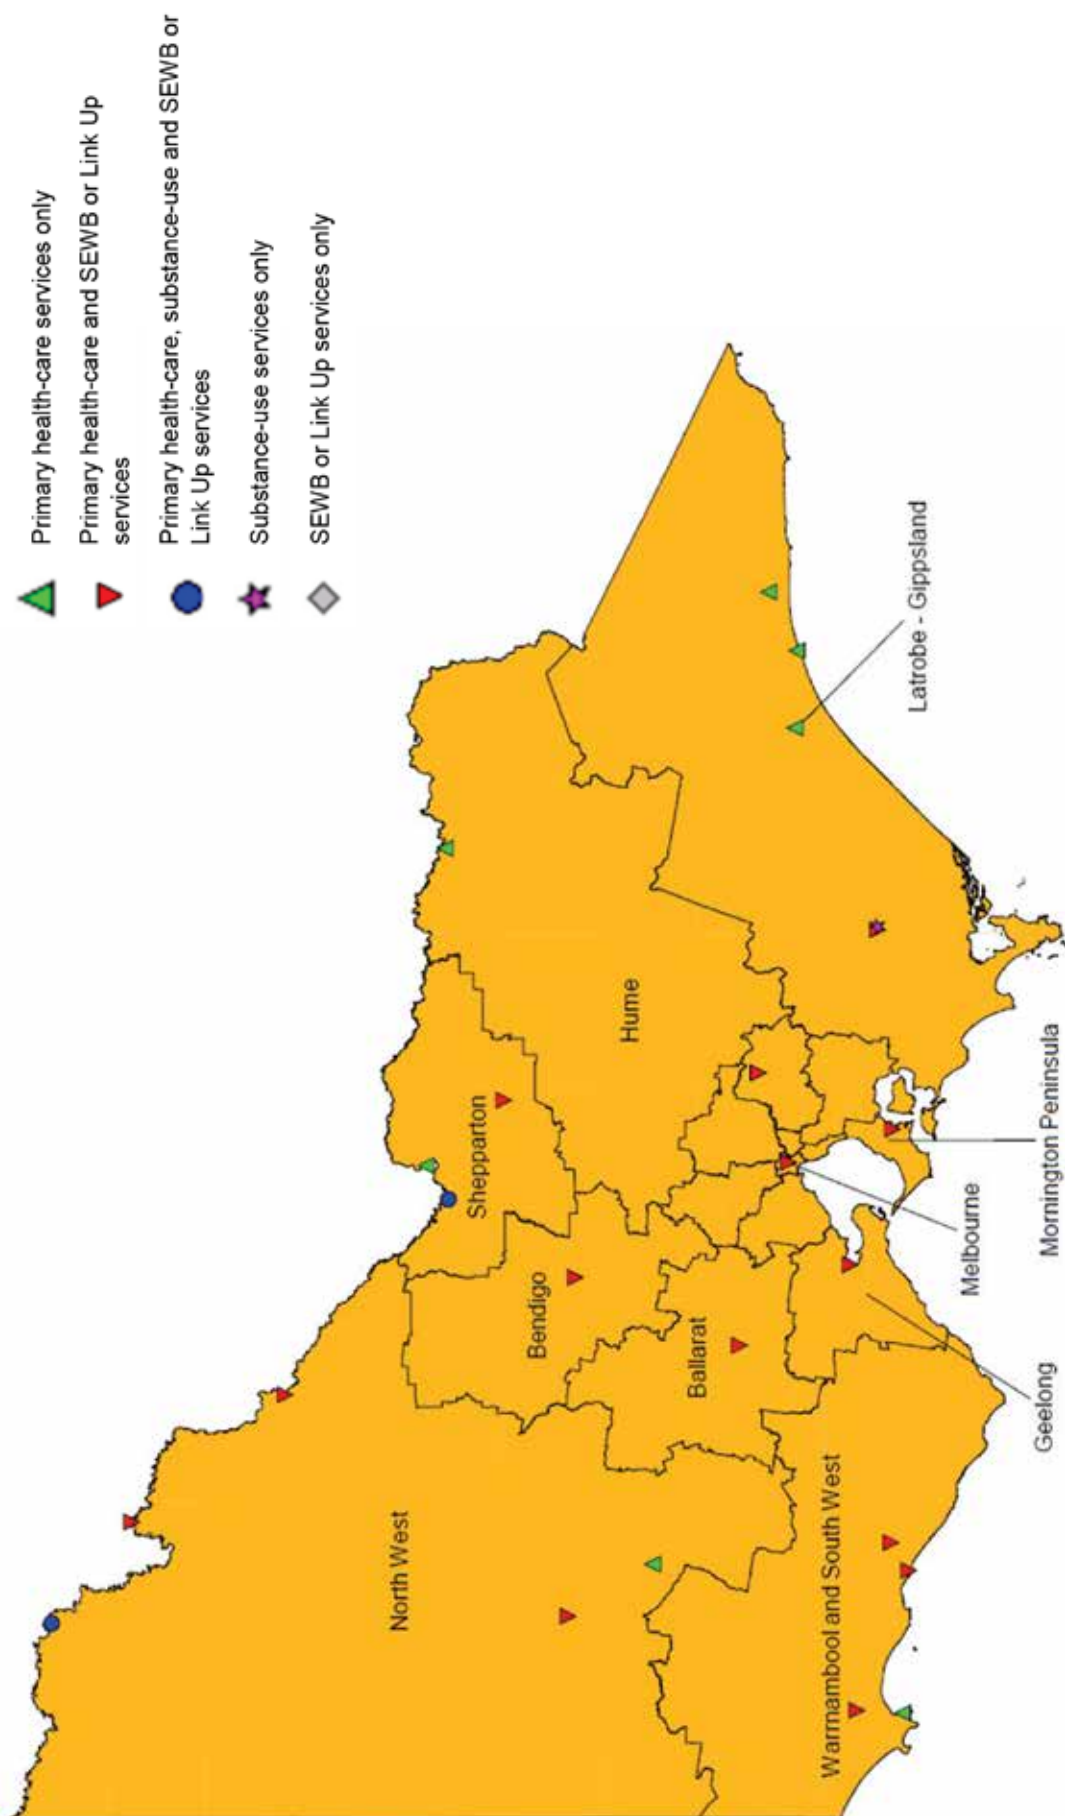 Primary health-care services only
Primary health-care and SEWB or Link Up
services
Primary health-care, substance-use and SEWB or
Link Up services
Substance-use services only
SEWB or Link Up services only
North West
Bendigo
Shepparton
Hume
Ballarat
Warrnambool and South West
Geelong
Melbourne
Mornington Peninsula
Latrobe - Gippsland